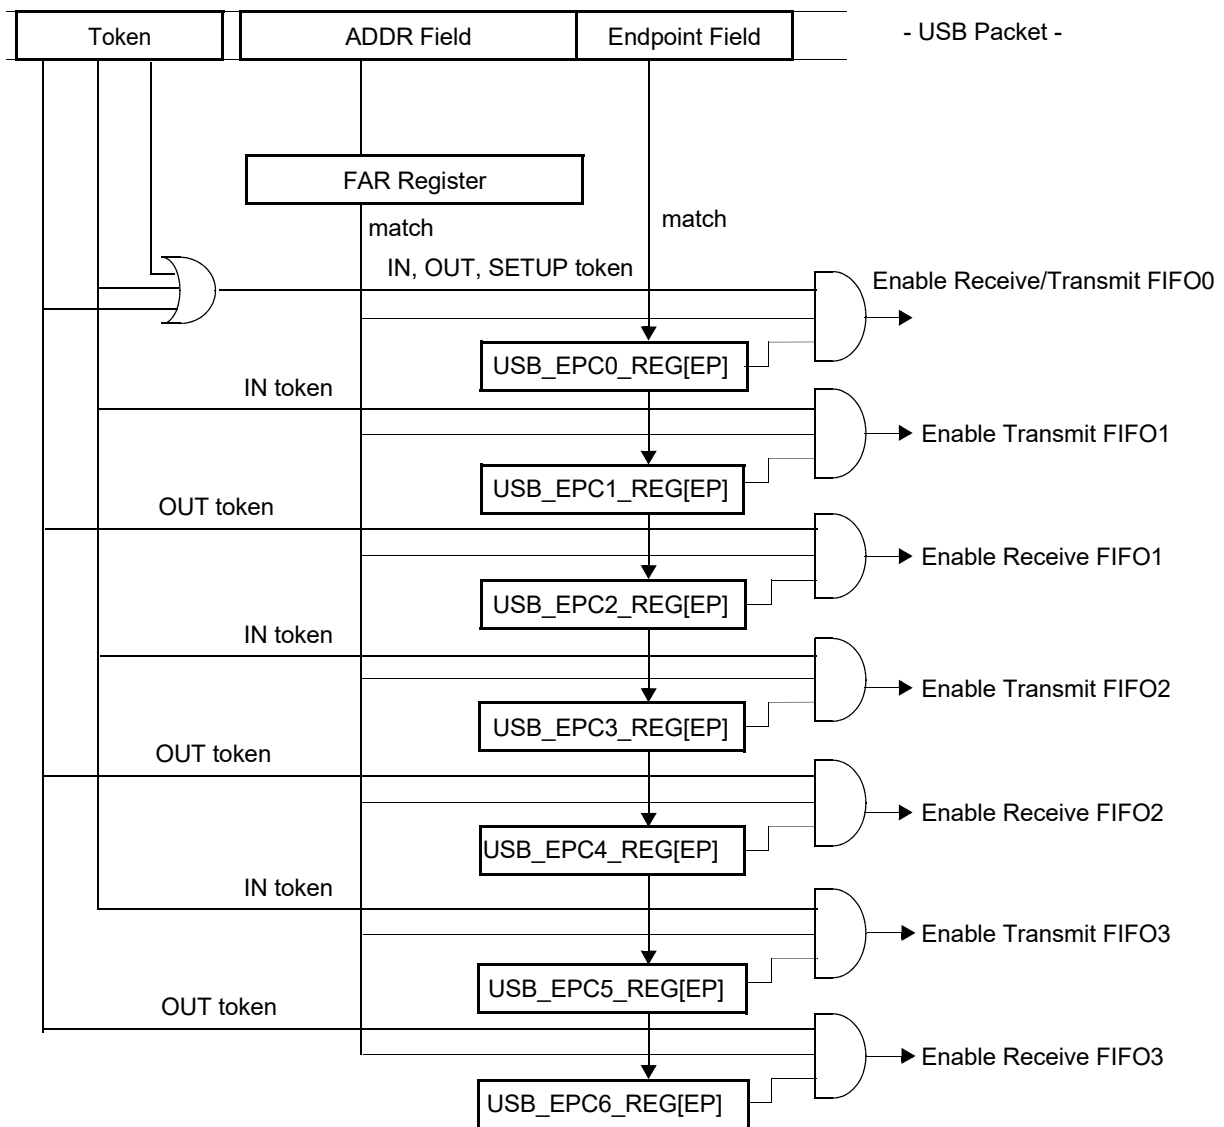 Token
ADDR Field
Endpoint Field
- USB Packet -
FAR Register
match
match
IN, OUT, SETUP token
Enable Receive/Transmit FIFO0
USB_EPC0_REG[EP]
IN token
Enable Transmit FIFO1
USB_EPC1_REG[EP]
OUT token
Enable Receive FIFO1
USB_EPC2_REG[EP]
IN token
Enable Transmit FIFO2
USB_EPC3_REG[EP]
OUT token
Enable Receive FIFO2
USB_EPC4_REG[EP]
IN token
Enable Transmit FIFO3
USB_EPC5_REG[EP]
OUT token
Enable Receive FIFO3
USB_EPC6_REG[EP]